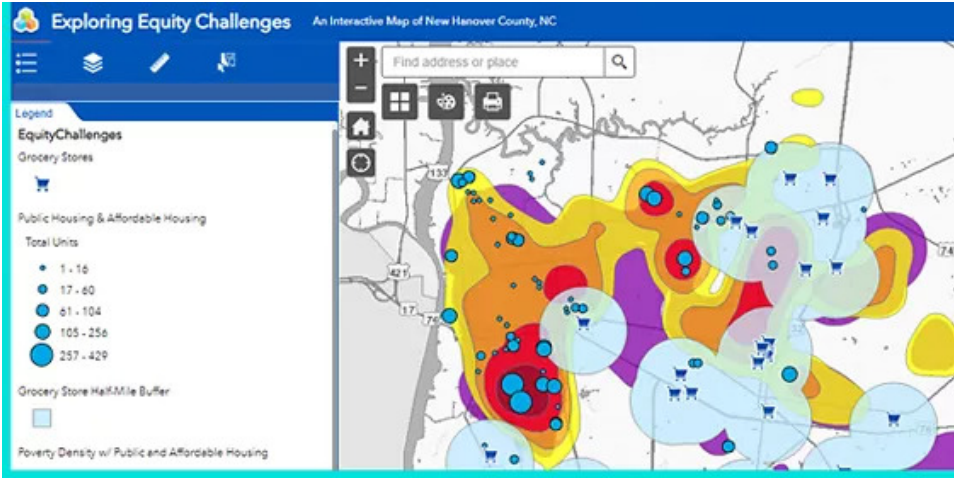 Exploring Equity Challenges An Interactive Map of New Hanover County, NC
Find address or place
Legend
EquityChallenges
Grocery Stores
Public Housing & Affordable Housing
Total Units
1 - 16
17 - 60
61 - 104
105 - 256
257 - 429
Grocery Store Half-Mile Buffer
Poverty Density w/ Public and Affordable Housing
133
421
17
76
74